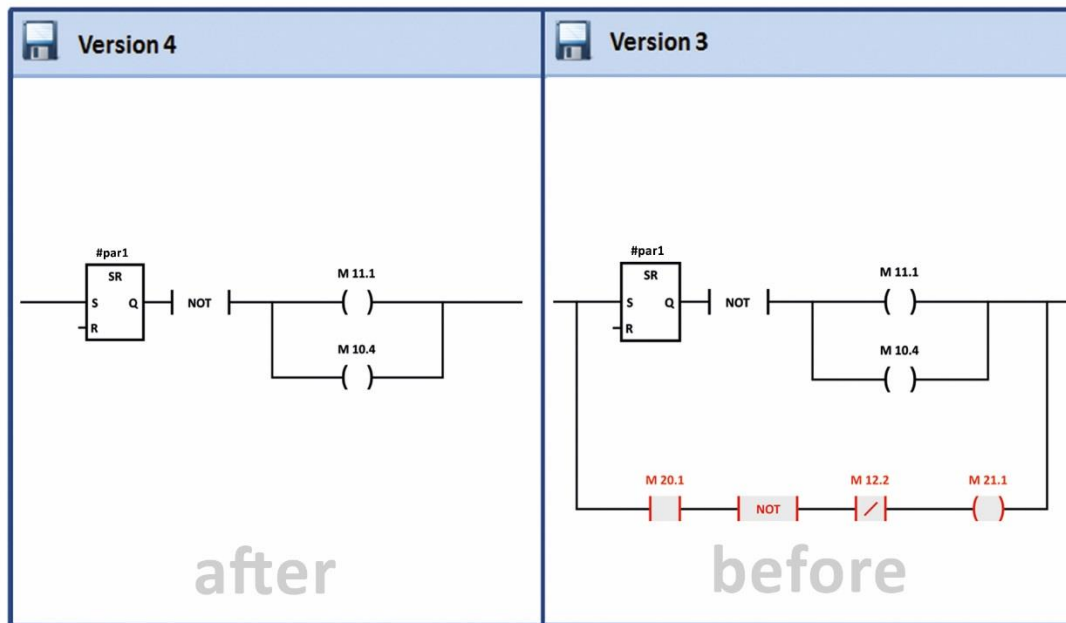 Version 4
#par1
SR
S Q
R
NOT
M 11.1
( )
M 10.4
( )
after
Version 3
#par1
SR
S Q
R
NOT
M 11.1
( )
M 10.4
( )
M 20.1
NOT
M 12.2
/
M 21.1
( )
before